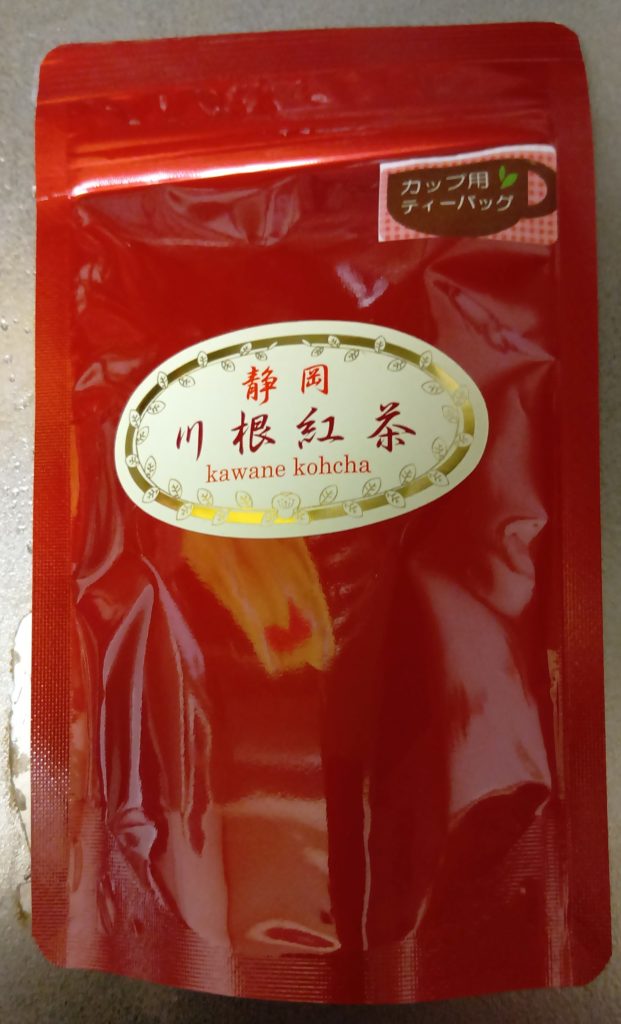 カップ用
ティーバッグ
静岡
川根紅茶
kawane kohcha